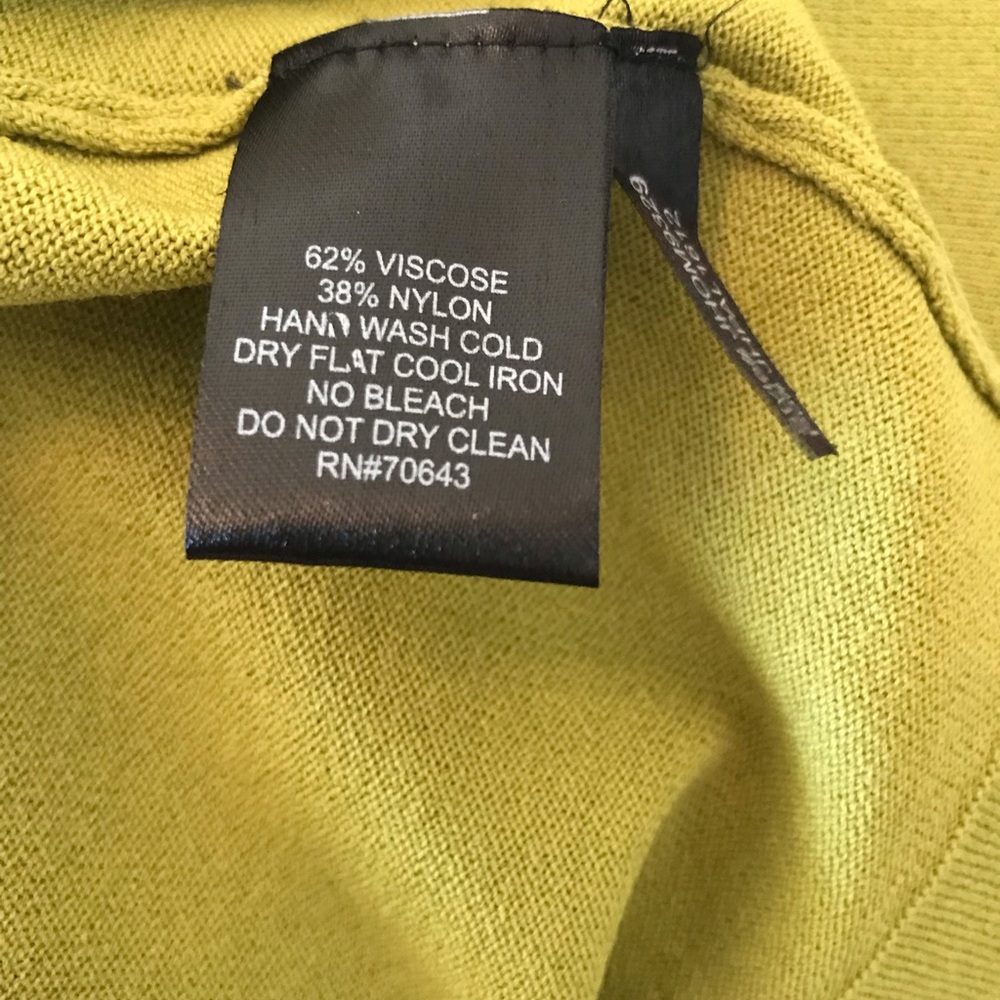 62% VISCOSE
38% NYLON
HAND WASH COLD
DRY FLAT COOL IRON
NO BLEACH
DO NOT DRY CLEAN
RN#70643